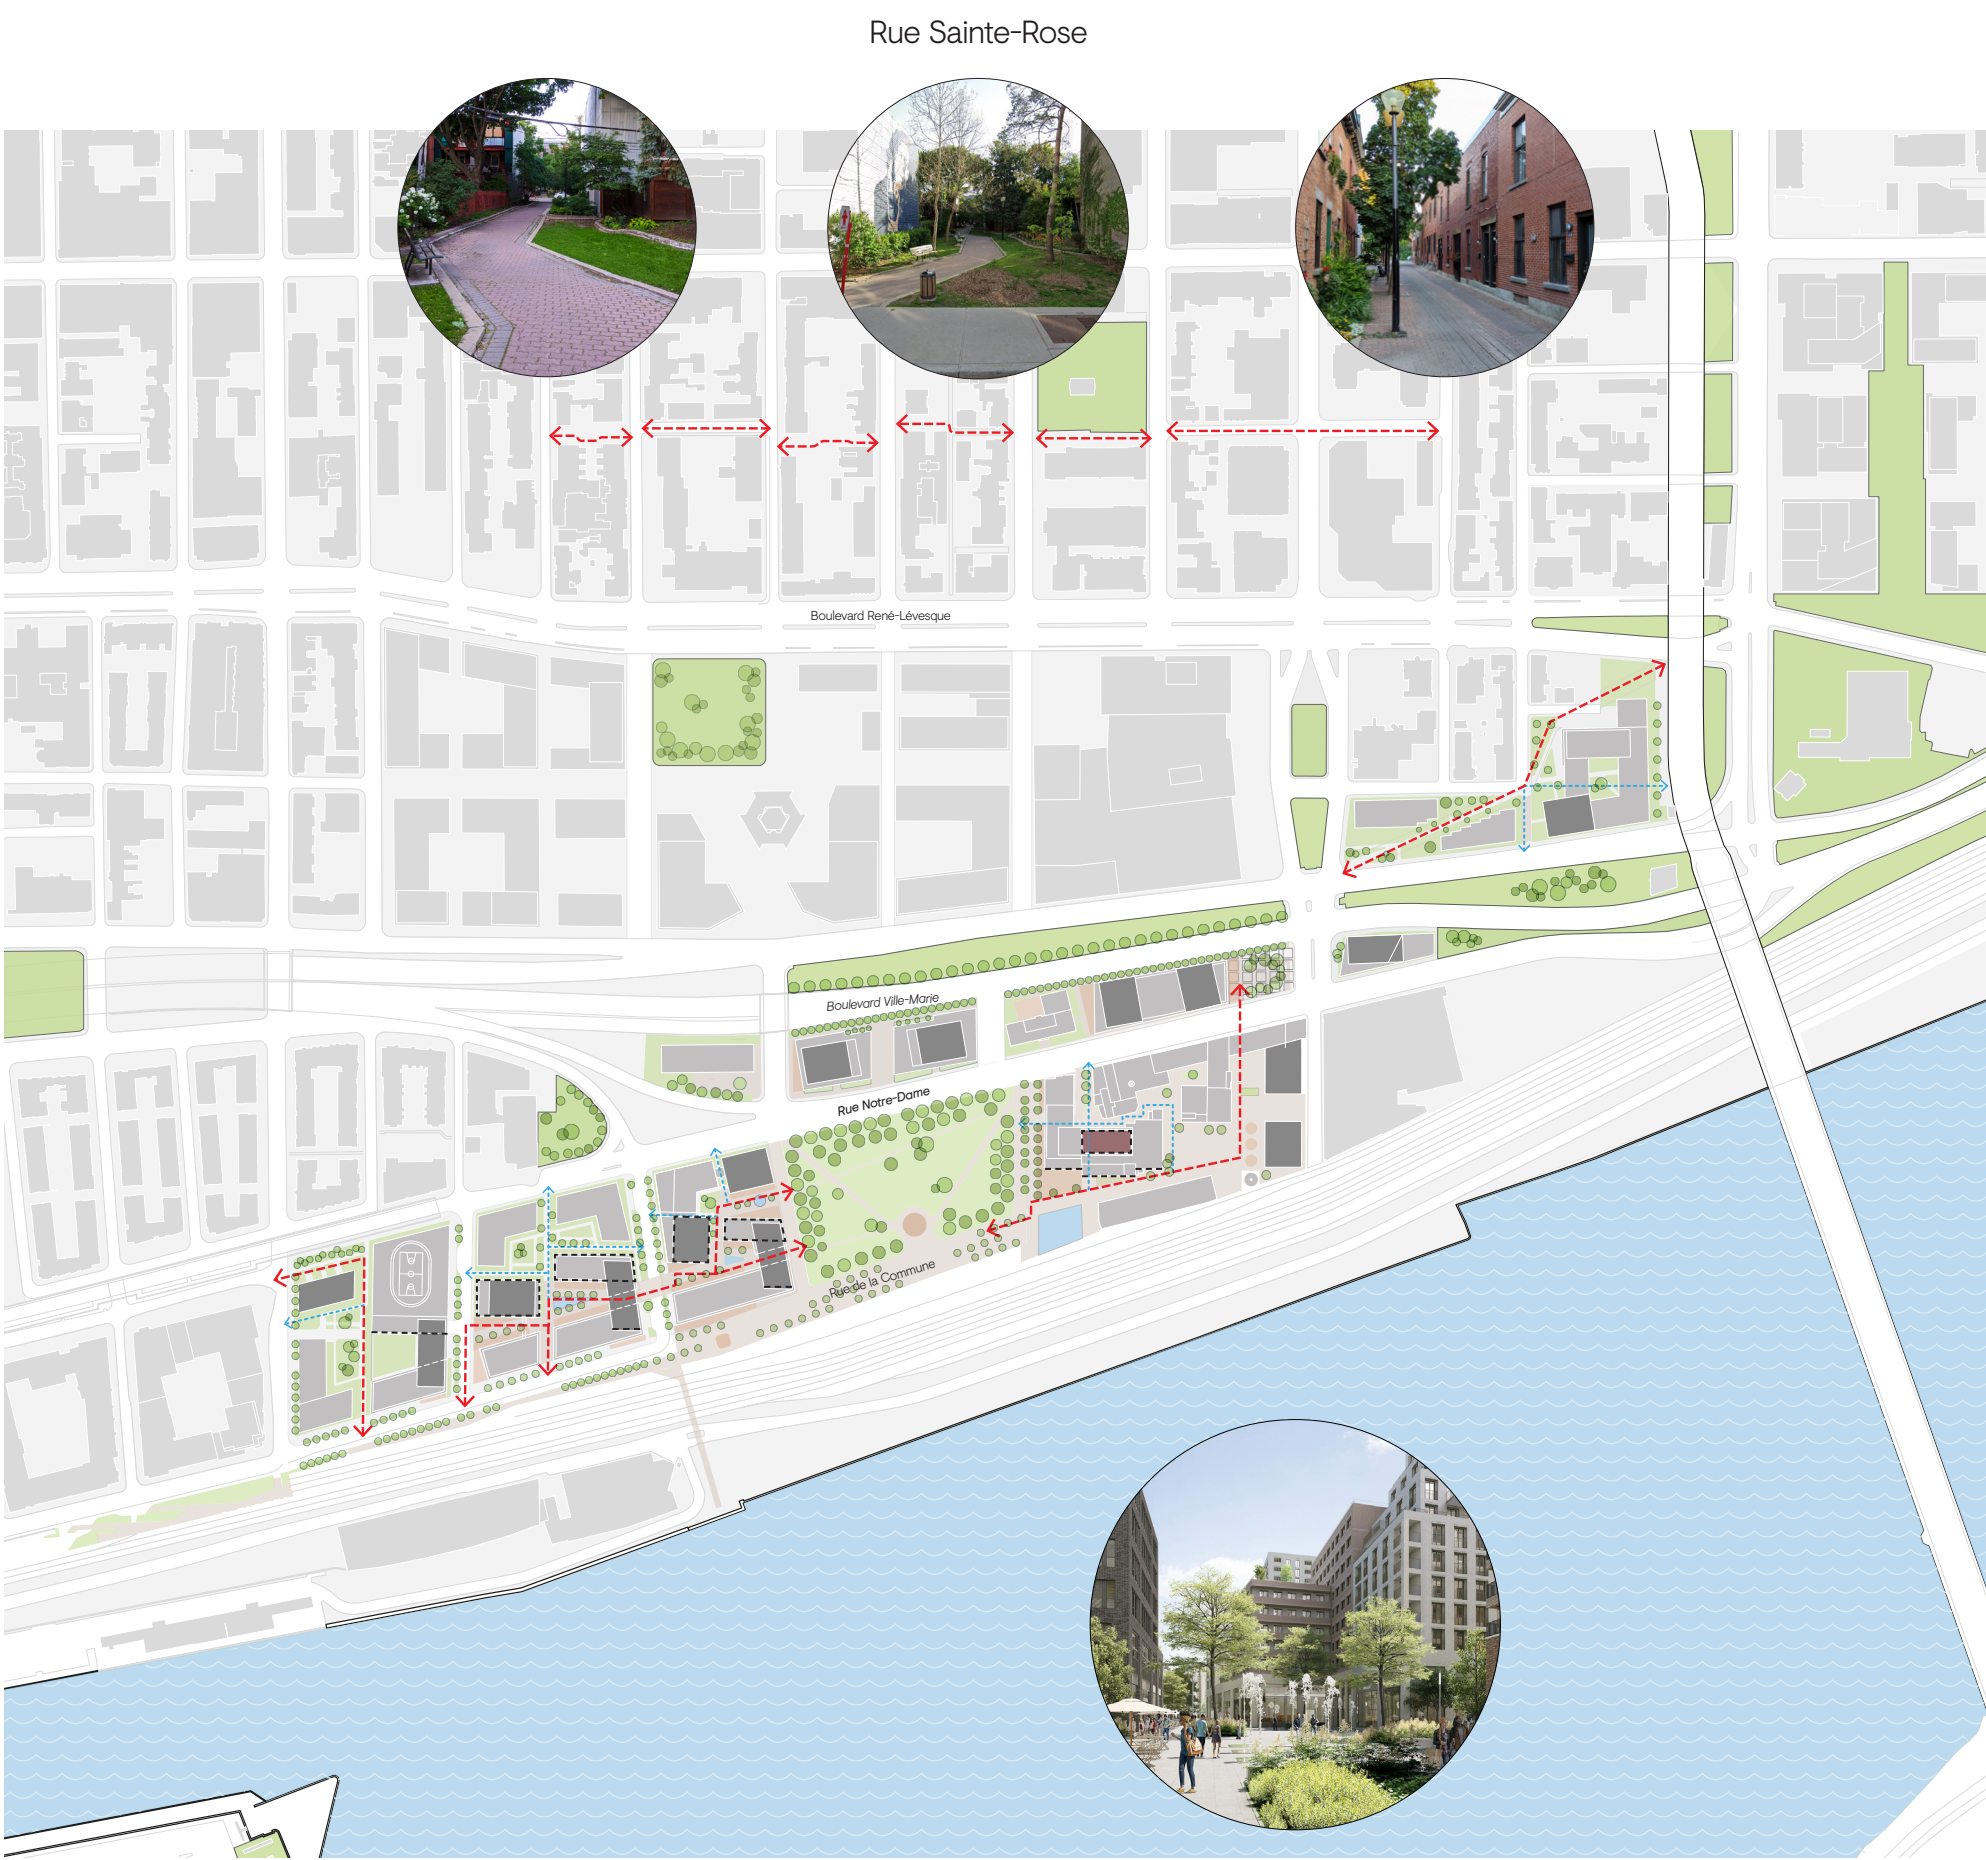 Rue Sainte-Rose
Boulevard René-Lévesque
Boulevard Ville-Marie
Rue Notre-Dame
Rue de la Commune